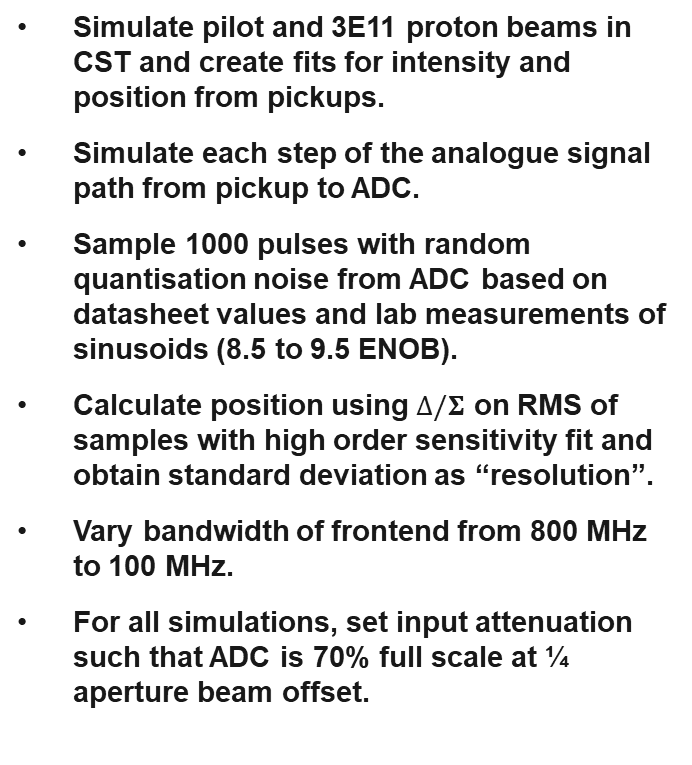 • Simulate pilot and 3E11 proton beams in
CST and create fits for intensity and
position from pickups.
• Simulate each step of the analogue signal
path from pickup to ADC.
• Sample 1000 pulses with random
quantisation noise from ADC based on
datasheet values and lab measurements of
sinusoids (8.5 to 9.5 ENOB).
• Calculate position using Δ/Σ on RMS of
samples with high order sensitivity fit and
obtain standard deviation as “resolution”.
• Vary bandwidth of frontend from 800 MHz
to 100 MHz.
• For all simulations, set input attenuation
such that ADC is 70% full scale at ¼
aperture beam offset.